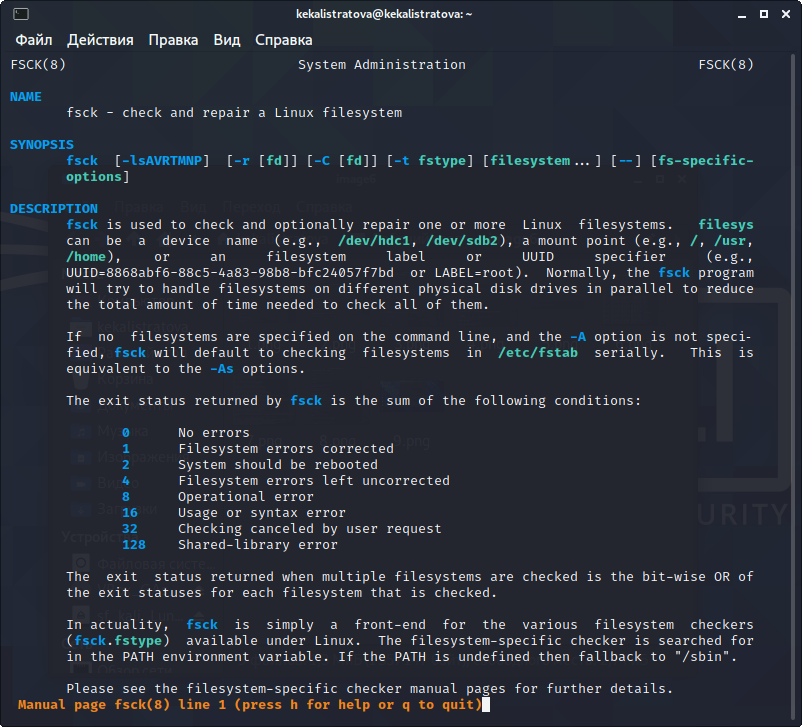 kekalistratova@kekalistratova: ~
Файл Действия Правка Вид Справка
FSCK(8) System Administration FSCK(8)
NAME
fsck - check and repair a Linux filesystem
SYNOPSIS
fsck [-lsAVRTMNP] [-r [fd]] [-C [fd]] [-t fstype] [filesystem...] [--] [fs-specific-
options]
DESCRIPTION
fsck is used to check and optionally repair one or more Linux filesystems. filesys
can be a device name (e.g., /dev/hdc1, /dev/sdb2), a mount point (e.g., /, /usr,
/home), or an filesystem label or UUID specifier (e.g.,
UUID=8868abf6-88c5-4a83-98b8-bfc24057f7bd or LABEL=root). Normally, the fsck program
will try to handle filesystems on different physical disk drives in parallel to reduce
the total amount of time needed to check all of them.
If no filesystems are specified on the command line, and the -A option is not speci-
fied, fsck will default to checking filesystems in /etc/fstab serially. This is
equivalent to the -As options.
The exit status returned by fsck is the sum of the following conditions:
0 No errors
1 Filesystem errors corrected
2 System should be rebooted
4 Filesystem errors left uncorrected
8 Operational error
16 Usage or syntax error
32 Checking canceled by user request
128 Shared-library error
The exit status returned when multiple filesystems are checked is the bit-wise OR of
the exit statuses for each filesystem that is checked.
In actuality, fsck is simply a front-end for the various filesystem checkers
(fsck.fstype) available under Linux. The filesystem-specific checker is searched for
in the PATH environment variable. If the PATH is undefined then fallback to "/sbin".
Please see the filesystem-specific checker manual pages for further details.
Manual page fsck(8) line 1 (press h for help or q to quit)